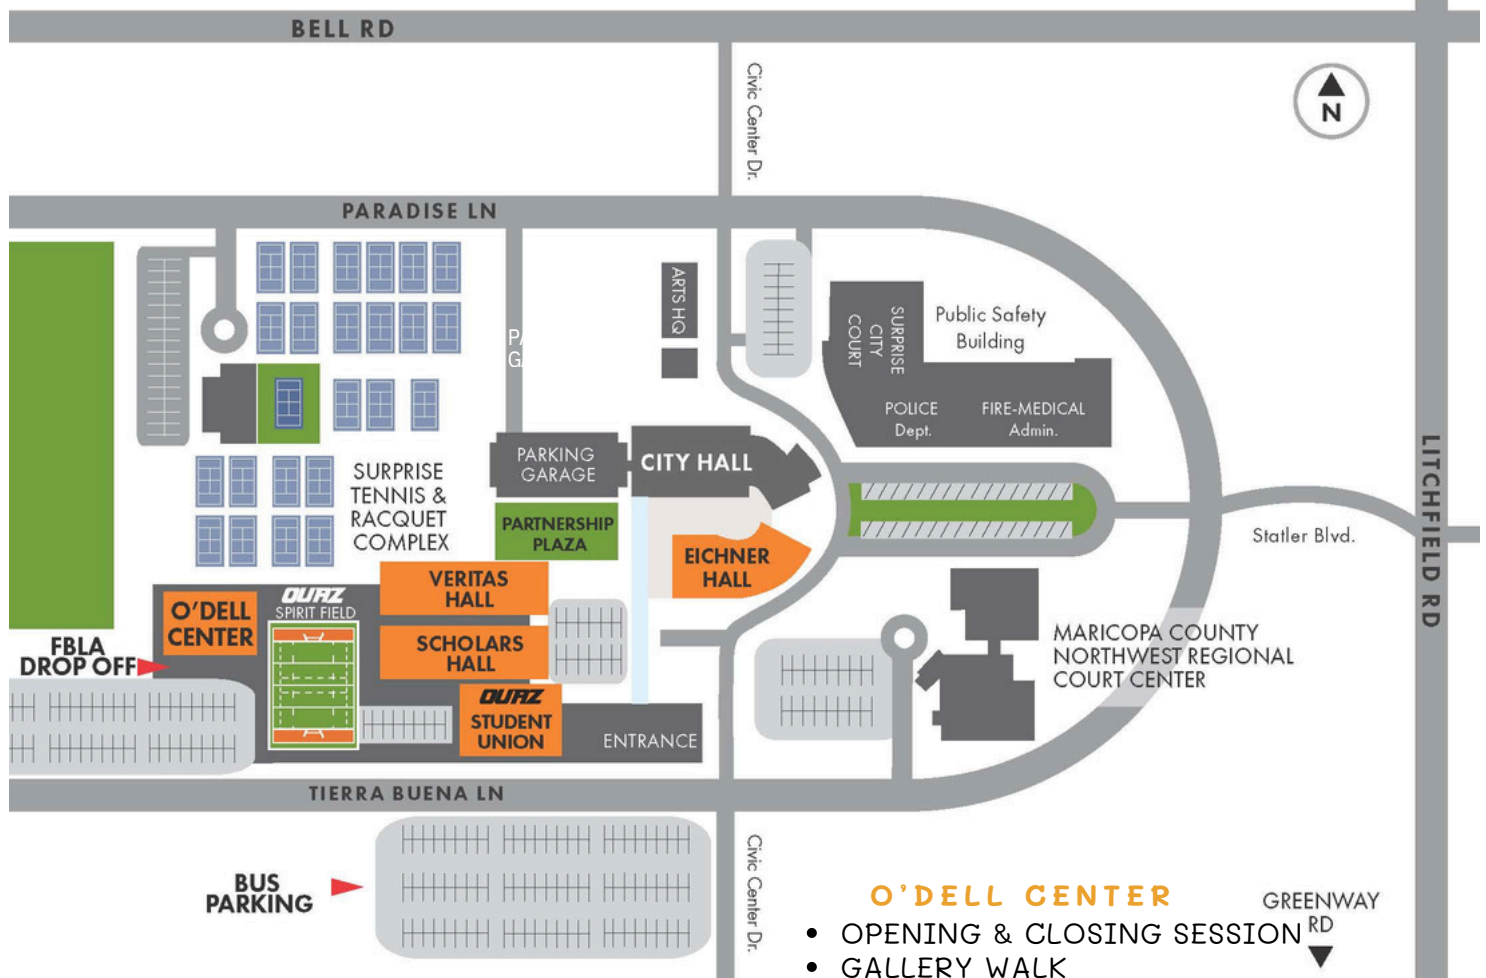 BELL RD
Civic Center Dr.
N
PARADISE LN
ARTS HQ
SURPRISE
CITY
COURT
Public Safety
Building
POLICE
Dept.
FIRE-MEDICAL
Admin.
PARKING
GARAGE
CITY HALL
LITCHFIELD RD
SURPRISE
TENNIS &
RACQUET
COMPLEX
PARTNERSHIP
PLAZA
EICHNER
HALL
Statler Blvd.
VERITAS
HALL
O'DELL
CENTER
OUAZ
SPIRIT FIELD
SCHOLARS
HALL
FBLA
DROP OFF
MARICOPA COUNTY
NORTHWEST REGIONAL
COURT CENTER
OUAZ
STUDENT
UNION
ENTRANCE
TIERRA BUENA LN
Civic Center Dr.
BUS
PARKING
O'DELL CENTER
• OPENING & CLOSING SESSION
• GALLERY WALK
GREENWAY
RD